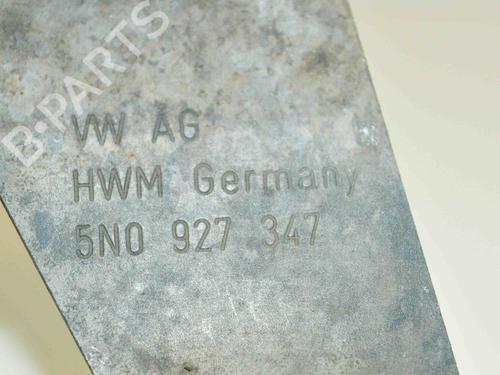 B-PARTS
VW AG
HWM Germany
5N0 927 347